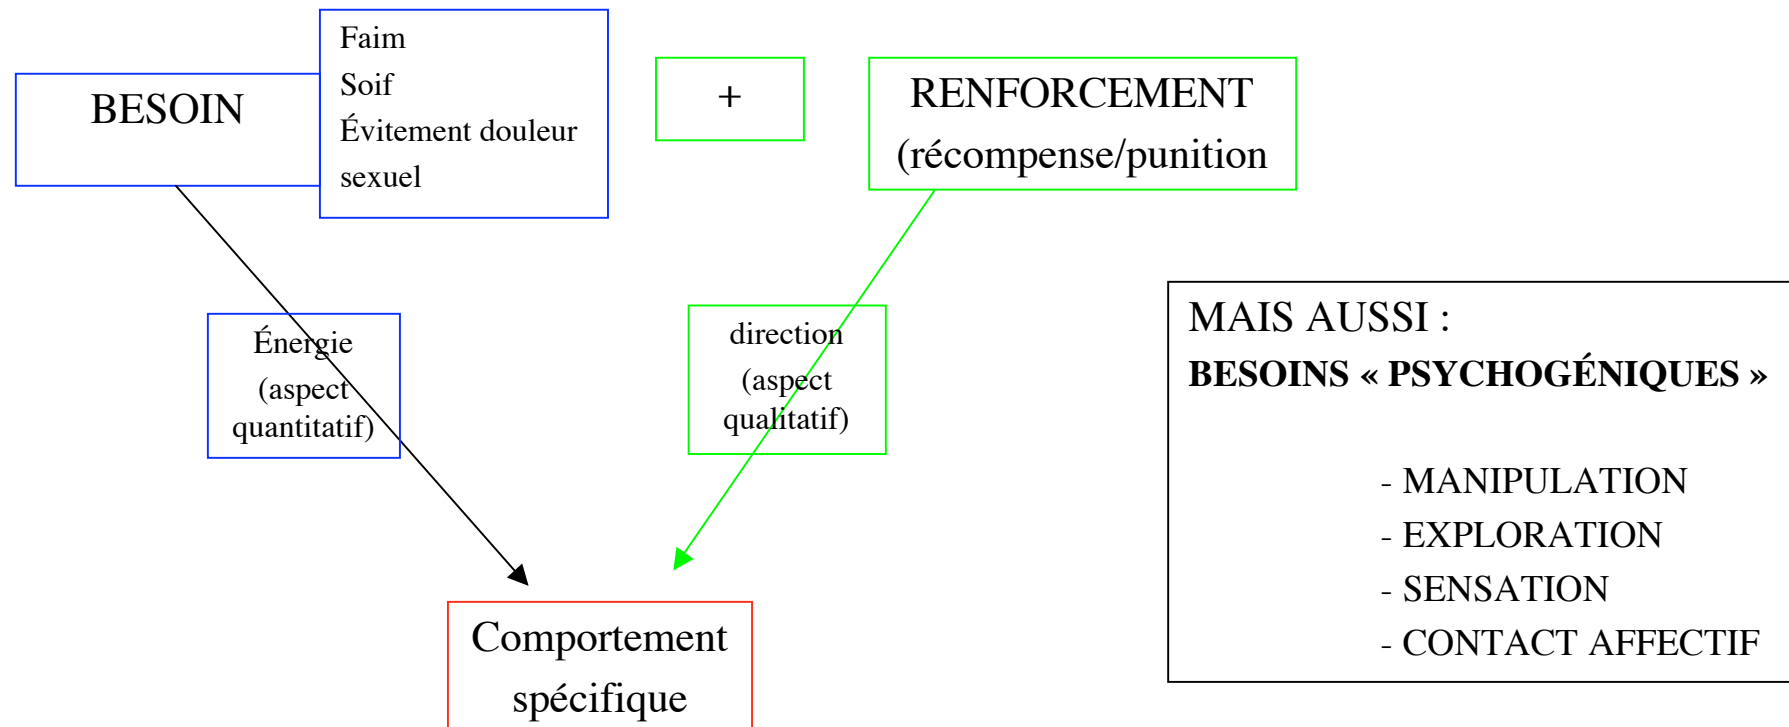 BESOIN
Faim
Soif
Évitement douleur
sexuel
+
RENFORCEMENT
(récompense/punition
Énergie
(aspect
quantitatif)
direction
(aspect
qualitatif)
Comportement
spécifique
MAIS AUSSI :
BESOINS « PSYCHOGÉNIQUES »
- MANIPULATION
- EXPLORATION
- SENSATION
- CONTACT AFFECTIF